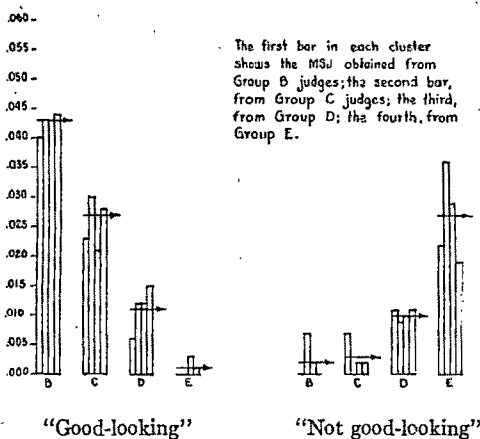 .060
.055
.050
.045
.040
.035
.030
.025
.020
.015
.010
.005
.000
The first bar in each cluster
shows the MSJ obtained from
Group B judges; the second bar,
from Group C judges; the third,
from Group D; the fourth, from
Group E.
B C D E B C D E
“Good-looking” “Not good-looking”